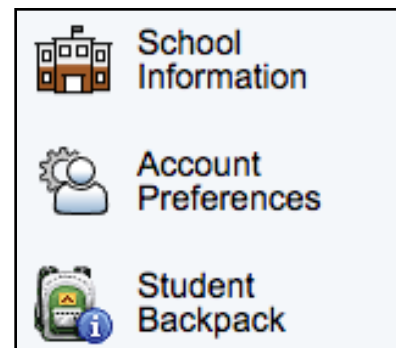 School
Information
Account
Preferences
Student
Backpack